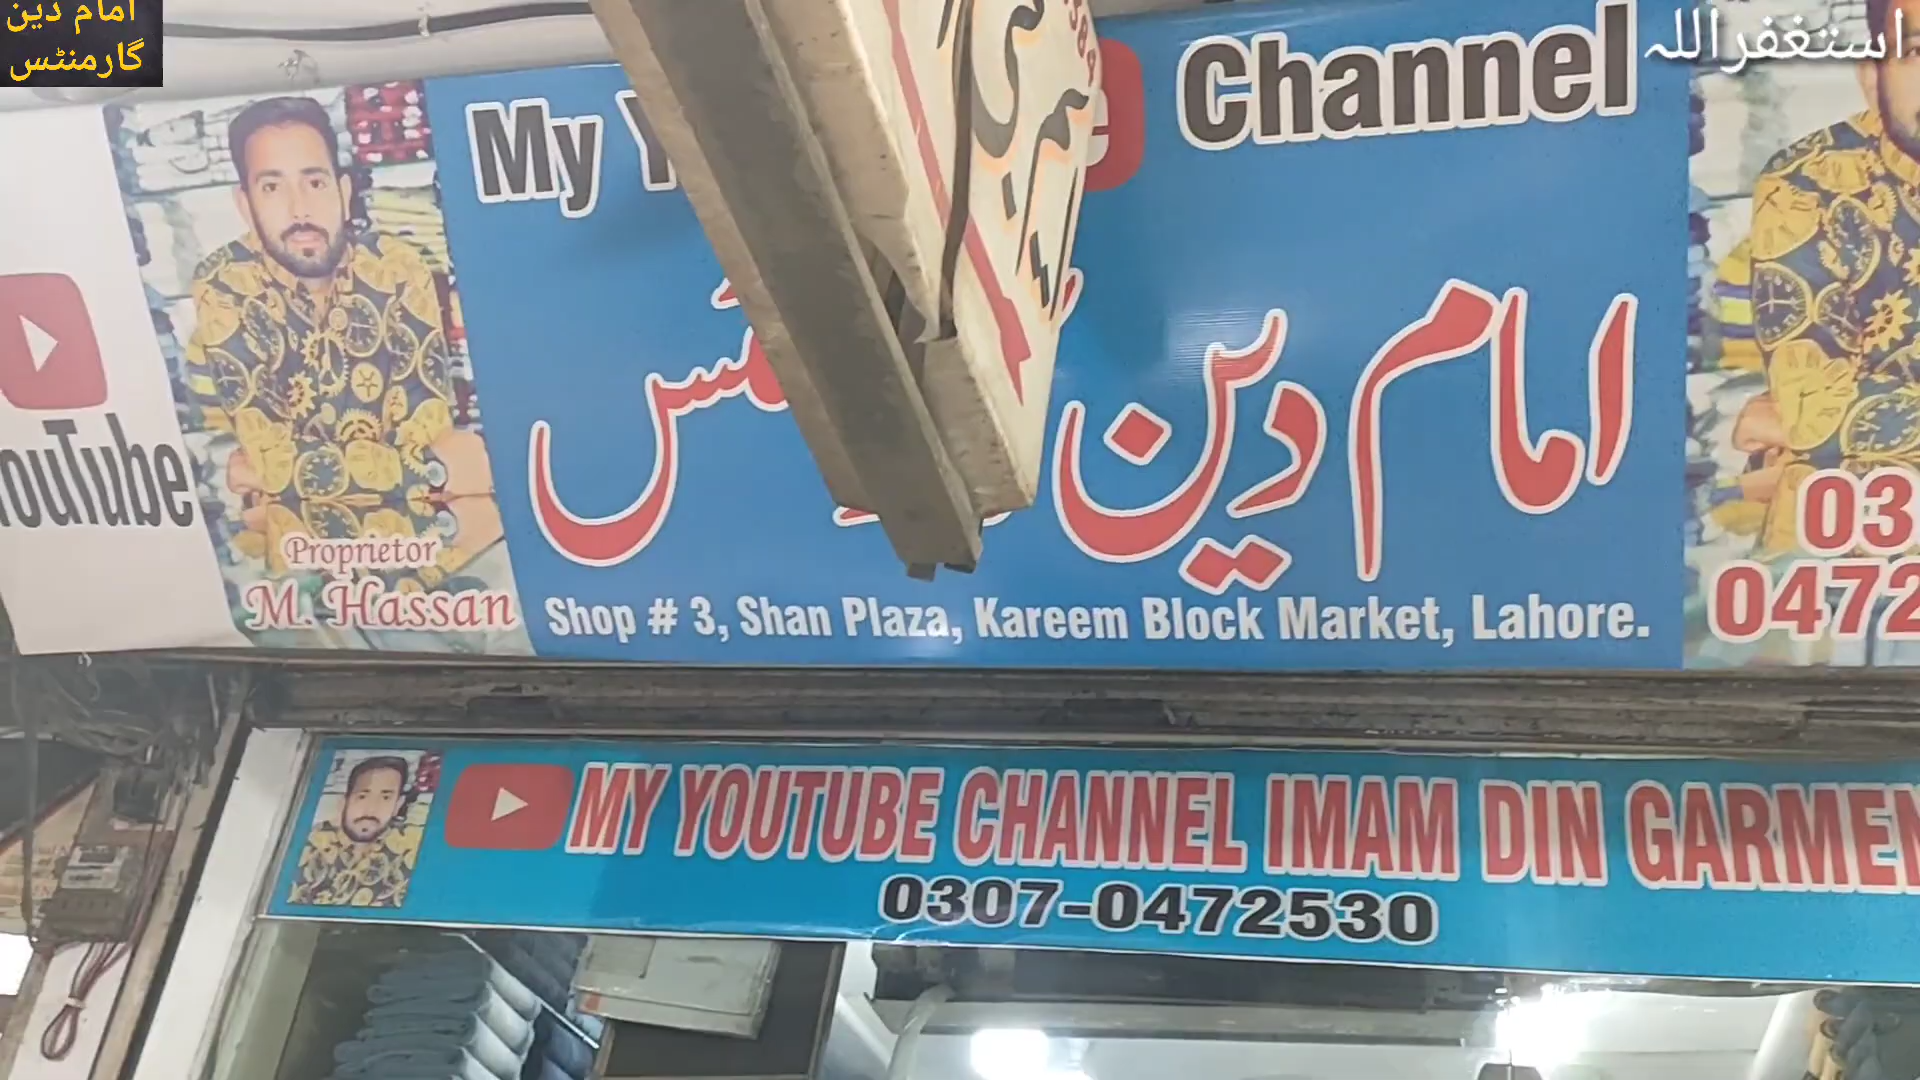 امام دین
گارمنٹس
استغفراللہ
My
Channel
امام دین
YouTube
Proprietor
M. Hassan
Shop # 3, Shan Plaza, Kareem Block Market, Lahore.
03
0472
MY YOUTUBE CHANNEL IMAM DIN GARMEN
0307-0472530